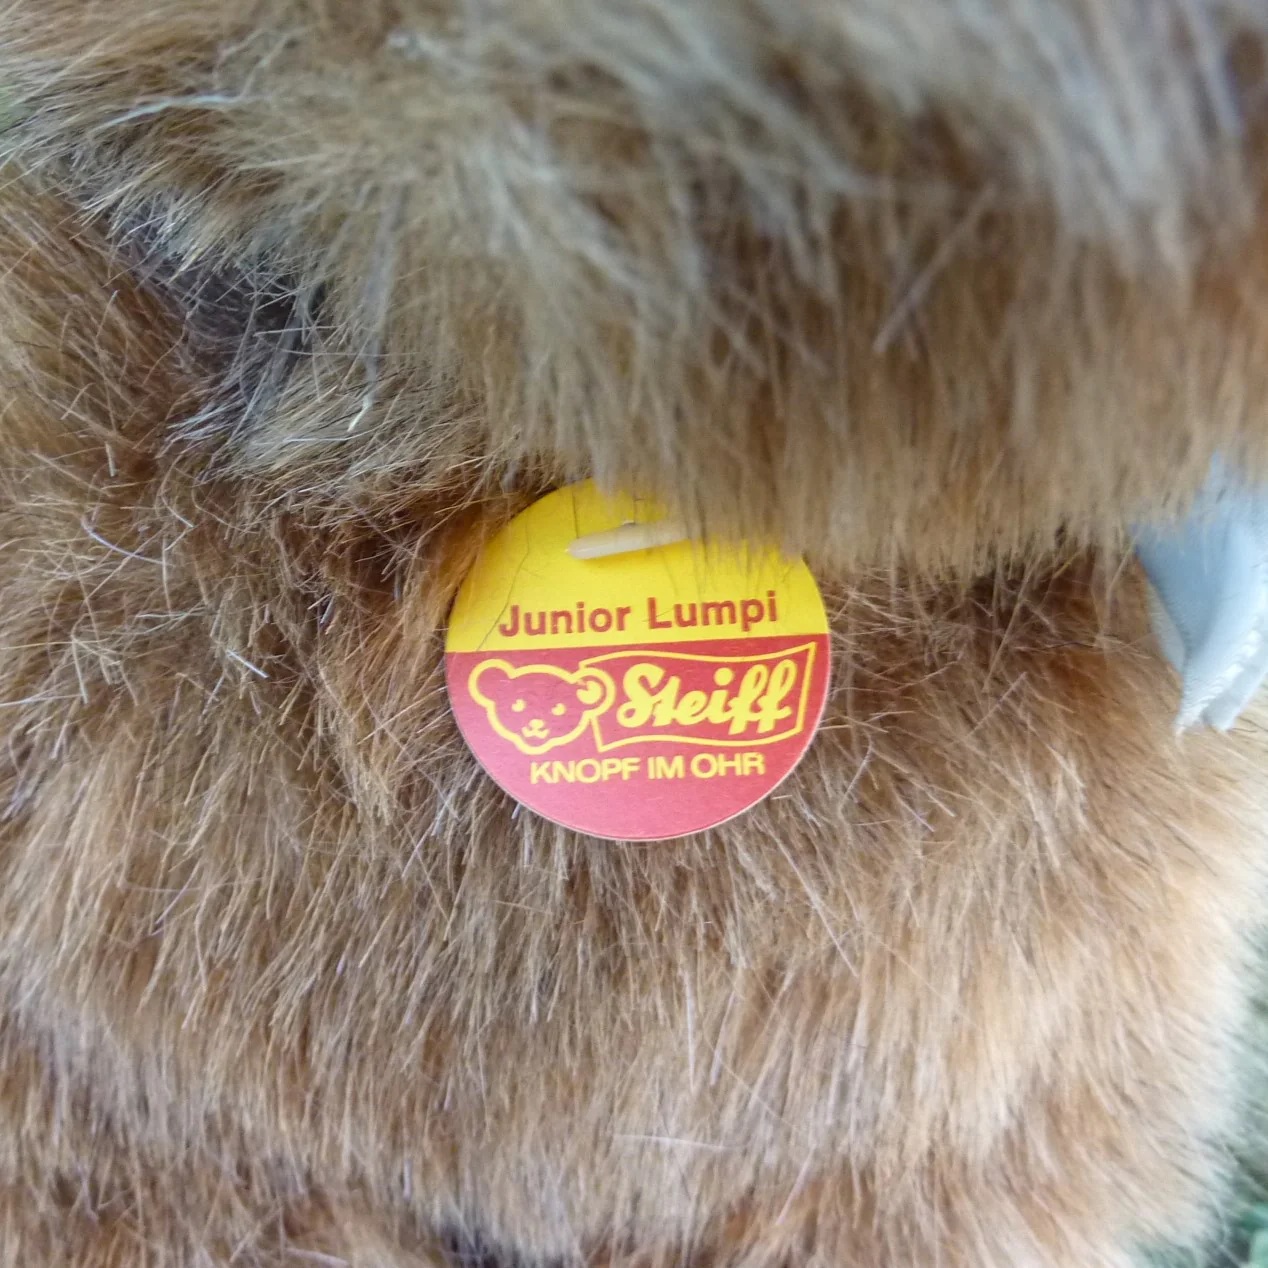 Junior Lumpi
Steiff
KNOPF IM OHR